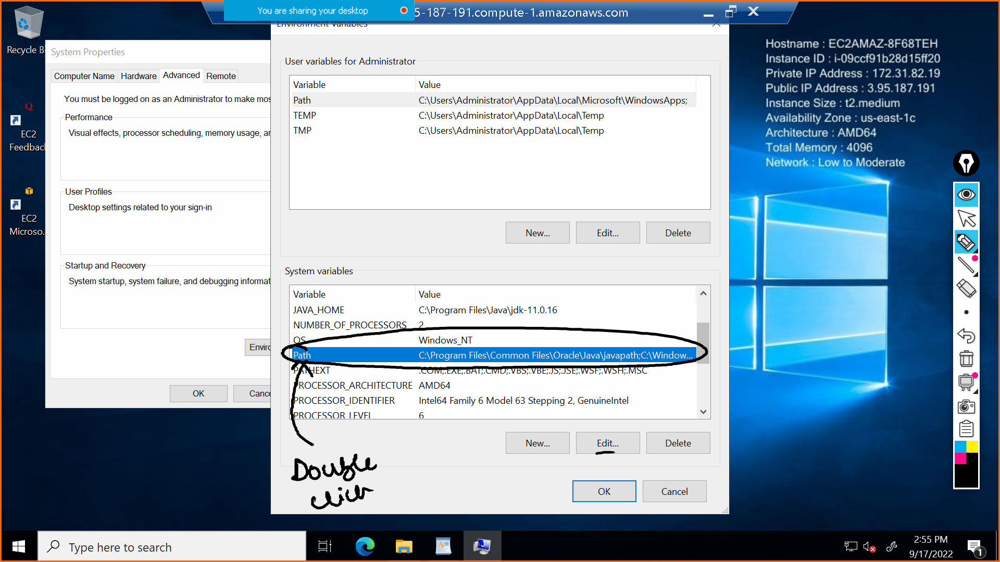 You are sharing your desktop
5-187-191.compute-1.amazonaws.com
Environment Variables
Recycle Bi
System Properties
Computer Name
Hardware
Advanced
Remote
You must be logged on as an Administrator to make mos
Performance
Visual effects, processor scheduling, memory usage, an
User Profiles
Desktop settings related to your sign-in
Startup and Recovery
System startup, system failure, and debugging informat
Enviro
OK
Cance
EC2
Feedbac
EC2
Microso.
User variables for Administrator
Variable Value
Path C:\Users\Administrator\AppData\Local\Microsoft\WindowsApps;
TEMP C:\Users\Administrator\AppData\Local\Temp
TMP C:\Users\Administrator\AppData\Local\Temp
New... Edit... Delete
System variables
Variable Value
JAVA_HOME C:\Program Files\Java\jdk-11.0.16
NUMBER_OF_PROCESSORS 2
OS Windows_NT
Path C:\Program Files\Common Files\Oracle\Java\javapath;C:\Window...
PATHEXT .COM;.EXE;.BAT;.CMD;.VBS;.VBE;.JS;.JSE;.WSF;.WSH;.MSC
PROCESSOR_ARCHITECTURE AMD64
PROCESSOR_IDENTIFIER Intel64 Family 6 Model 63 Stepping 2, GenuineIntel
PROCESSOR_LEVEL 6
New... Edit... Delete
Double
click
OK Cancel
Hostname : EC2AMAZ-8F68TEH
Instance ID : i-09ccf91b28d15ff20
Private IP Address : 172.31.82.19
Public IP Address : 3.95.187.191
Instance Size : t2.medium
Availability Zone : us-east-1c
Architecture : AMD64
Total Memory : 4096
Network : Low to Moderate
Type here to search
2:55 PM
9/17/2022
1